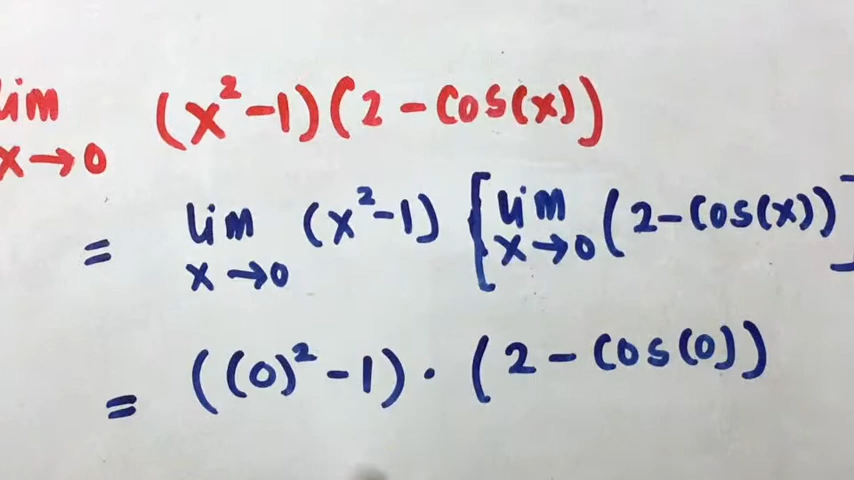 lim x→0 (x²-1)(2-cos(x))
= lim x→0 (x²-1) [lim x→0 (2-cos(x))]
= ((0)²-1)·(2-cos(0))